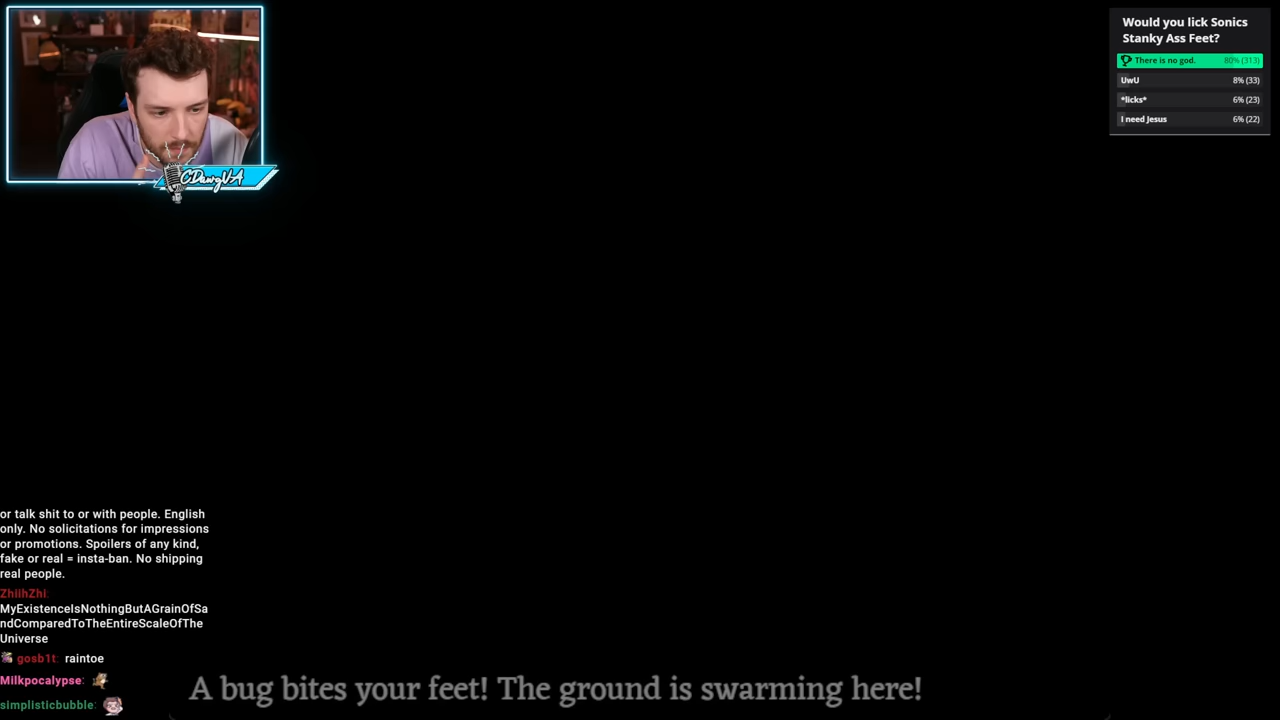 CDawgVA
Would you lick Sonics
Stanky Ass Feet?
There is no god. 80% (313)
UwU 8% (33)
*licks* 6% (23)
I need Jesus 6% (22)
or talk shit to or with people. English
only. No solicitations for impressions
or promotions. Spoilers of any kind,
fake or real = insta-ban. No shipping
real people.
ZhiihZhi:
MyExistenceIsNothingButAGrainOfSa
ndComparedToTheEntireScaleOfThe
Universe
gosb1t: raintoe
Milkpocalypse:
simplisticbubble:
A bug bites your feet! The ground is swarming here!